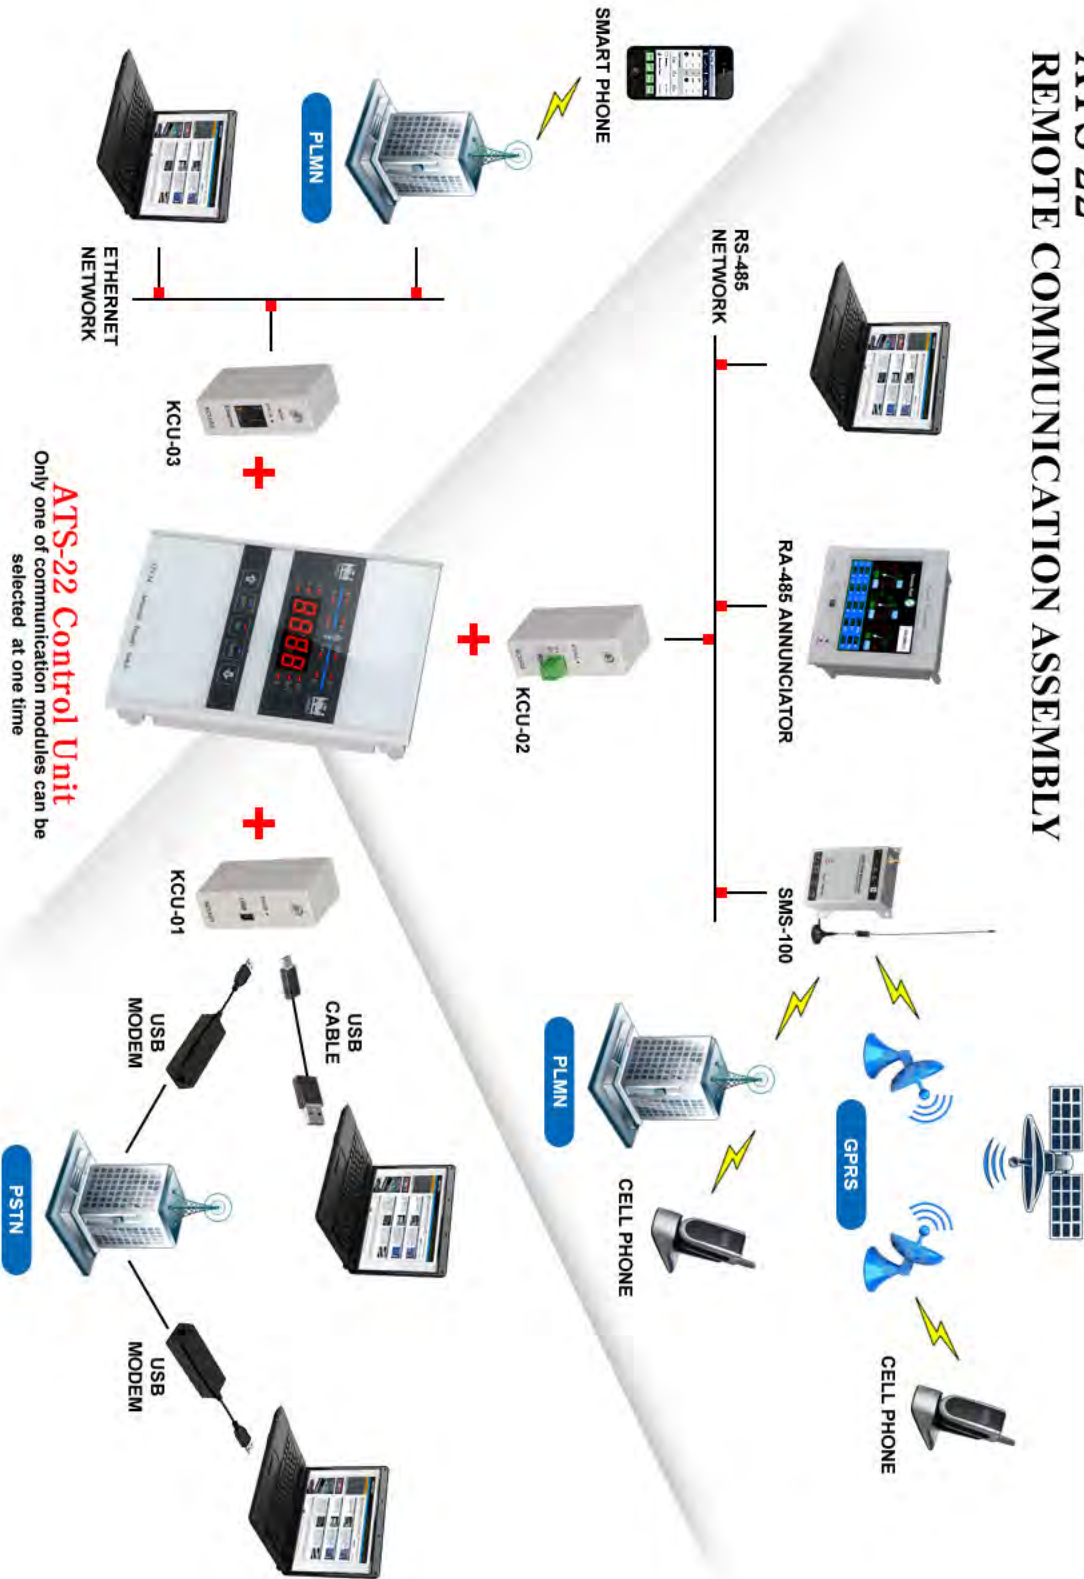 ATS-22
REMOTE COMMUNICATION ASSEMBLY
SMART PHONE
PLMN
ETHERNET
NETWORK
KCU-03
RS-485
NETWORK
RA-485 ANNUNCIATOR
SMS-100
KCU-02
GPRS
PLMN
CELL PHONE
CELL PHONE
ATS-22 Control Unit
Only one of communication modules can be
selected at one time
KCU-01
USB
CABLE
USB
MODEM
PSTN
USB
MODEM